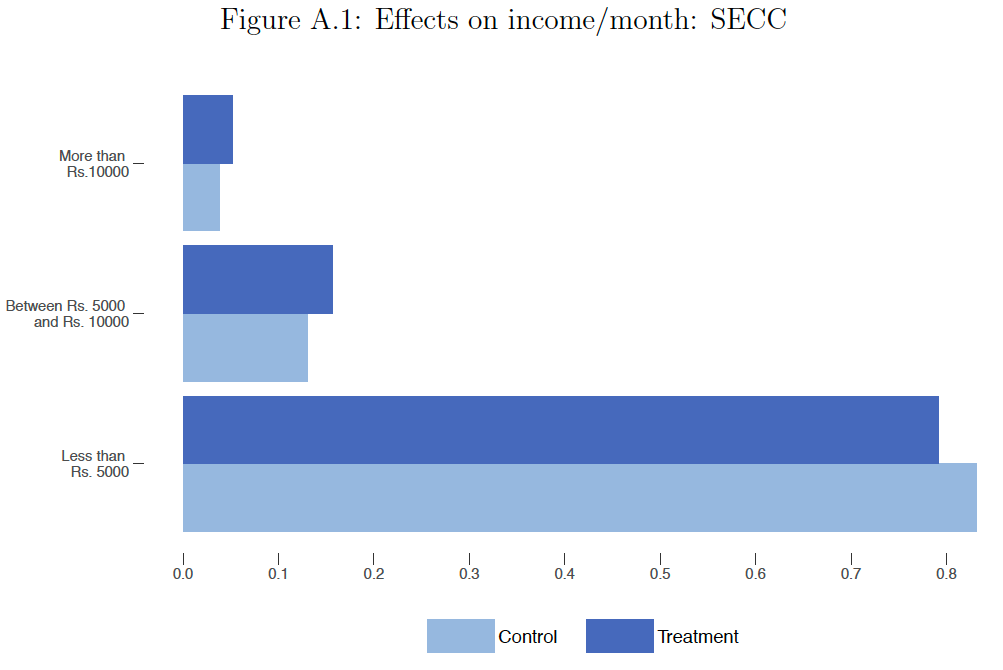 Figure A.1: Effects on income/month: SECC
More than
Rs.10000
Between Rs. 5000
and Rs. 10000
Less than
Rs. 5000
0.0 0.1 0.2 0.3 0.4 0.5 0.6 0.7 0.8
Control Treatment